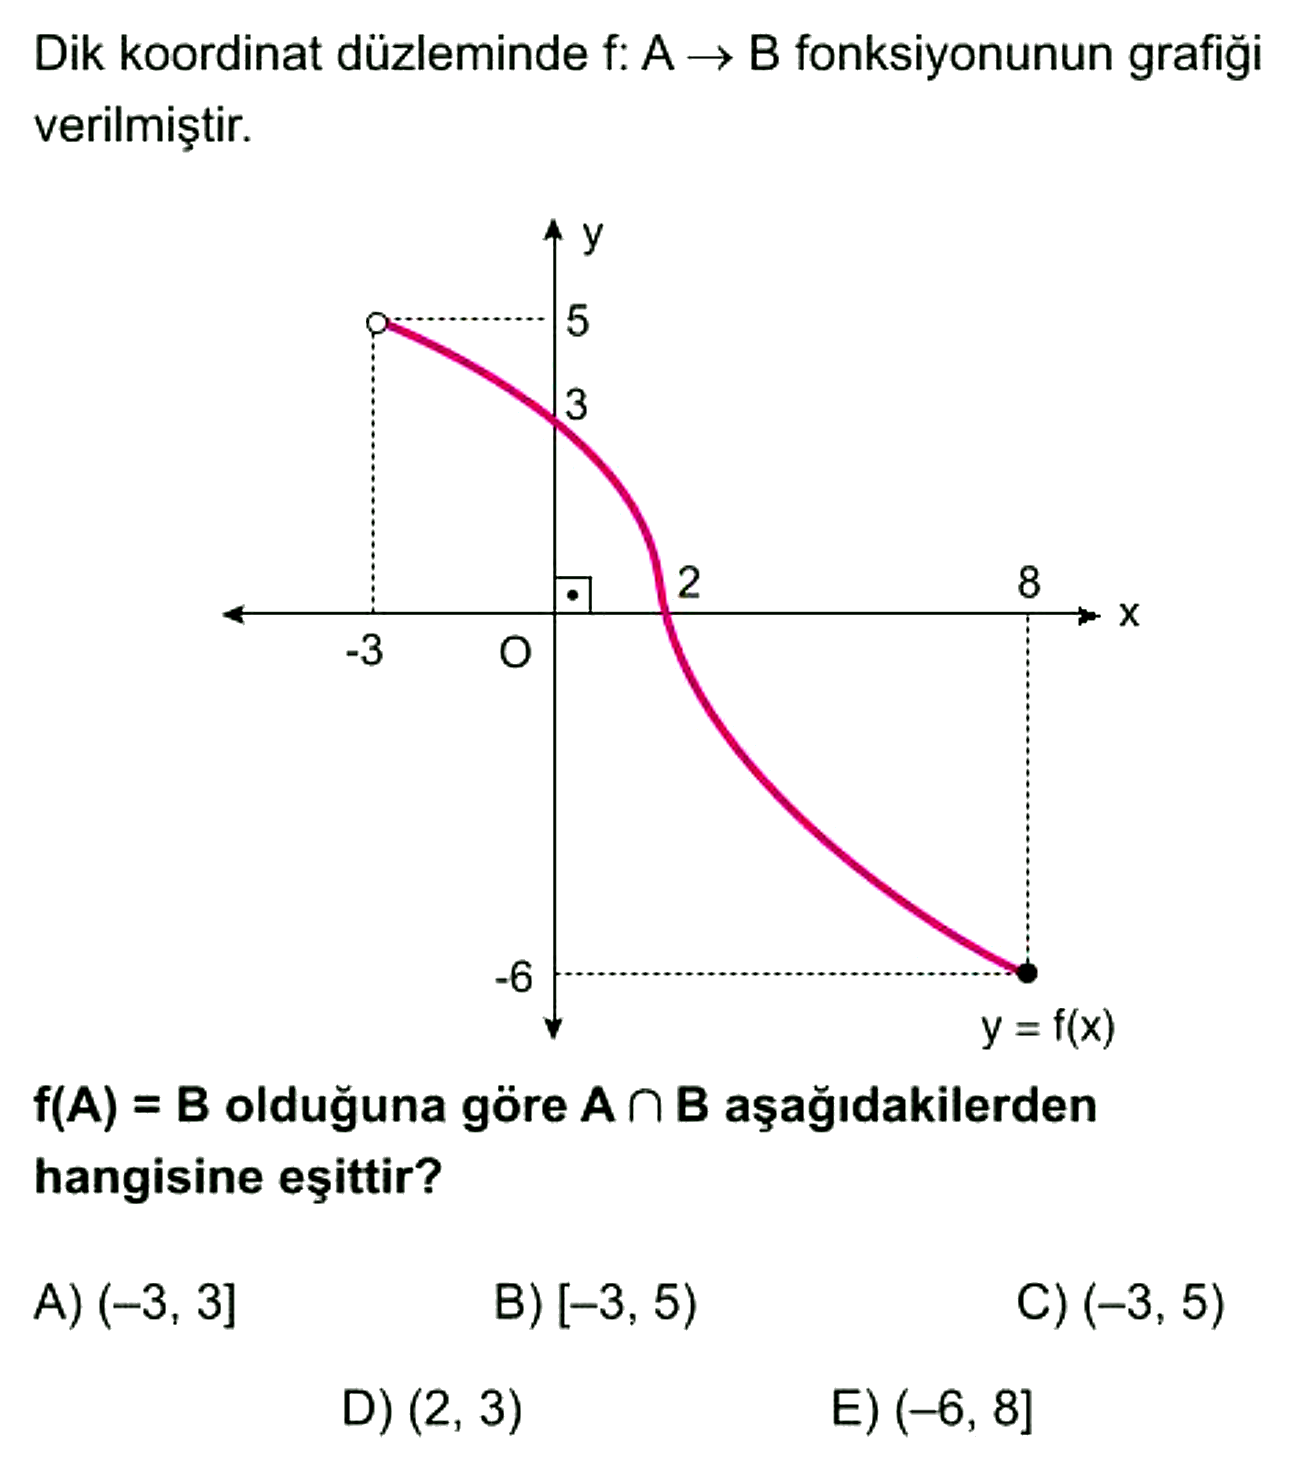 Dik koordinat düzleminde f: A → B fonksiyonunun grafiği
verilmiştir.
y
5
3
2
8
x
-3
O
-6
y = f(x)
f(A) = B olduğuna göre A ∩ B aşağıdakilerden
hangisine eşittir?
A) (–3, 3]
B) [–3, 5)
C) (–3, 5)
D) (2, 3)
E) (–6, 8]